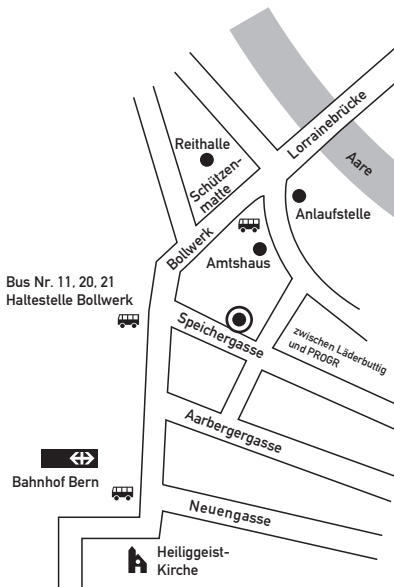 Lorrainebrücke
Aare
Reithalle
Schützen-
matte
Anlaufstelle
Bollwerk
Amtshaus
Bus Nr. 11, 20, 21
Haltestelle Bollwerk
Speichergasse
zwischen Läderbuttig
und PROGR
Aarbergergasse
Bahnhof Bern
Neuengasse
Heiliggeist-
Kirche